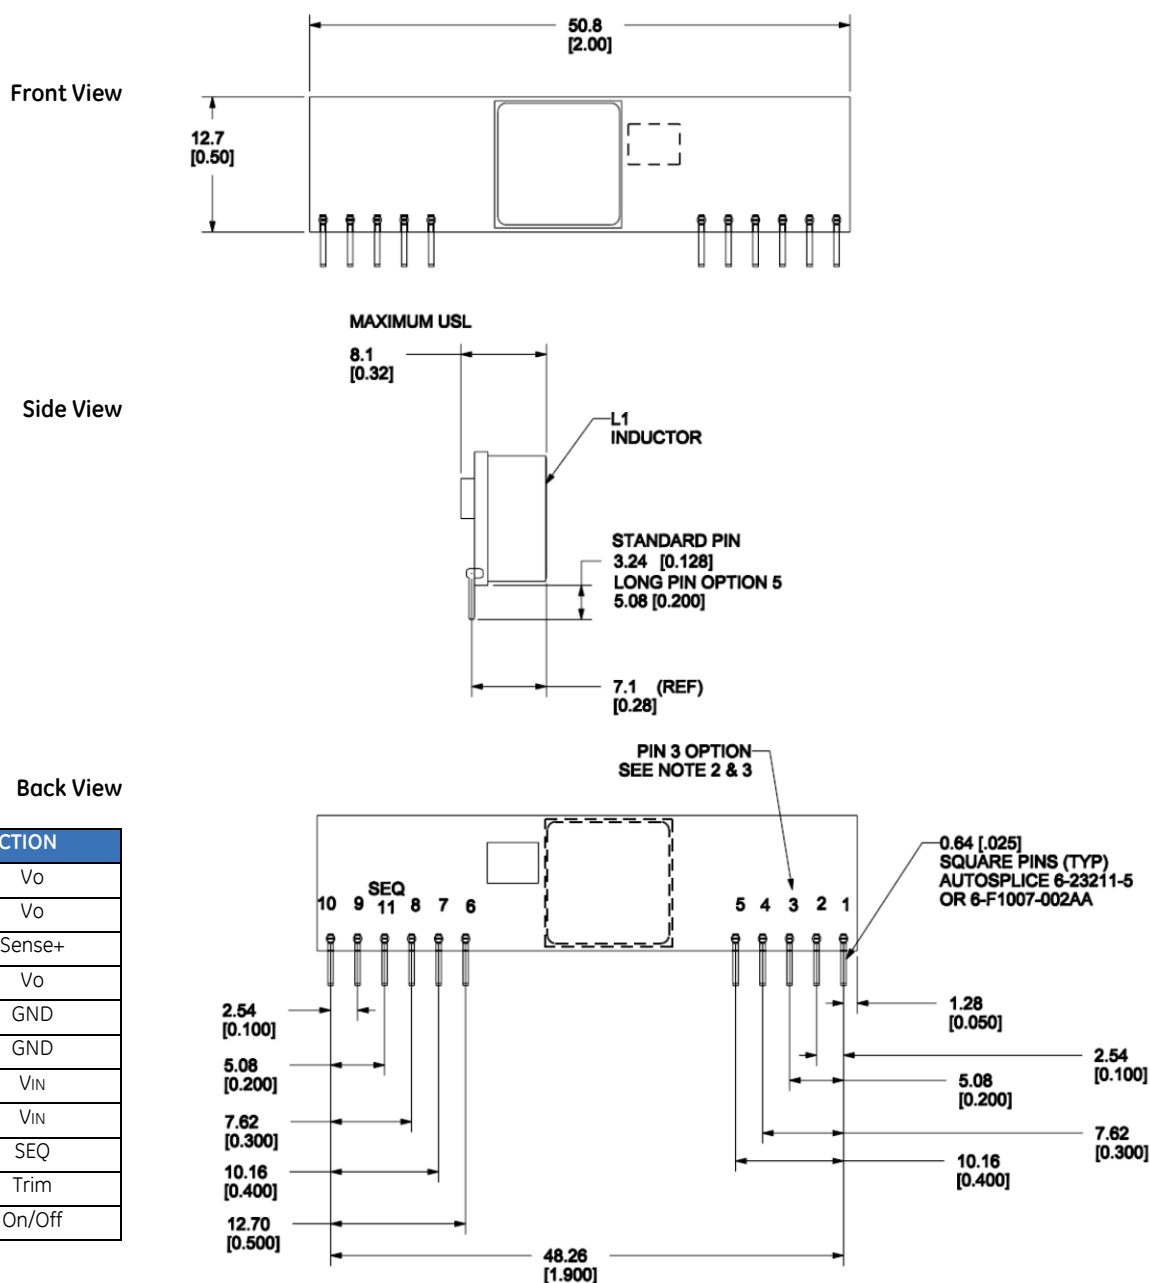 50.8
[2.00]
Front View
12.7
[0.50]
MAXIMUM USL
8.1
[0.32]
Side View
L1
INDUCTOR
STANDARD PIN
3.24 [0.128]
LONG PIN OPTION 5
5.08 [0.200]
7.1 (REF)
[0.28]
PIN 3 OPTION
SEE NOTE 2 & 3
Back View
CTION
Vo
Vo
Sense+
Vo
GND
GND
VIN
VIN
SEQ
Trim
On/Off
0.64 [.025]
SQUARE PINS (TYP)
AUTOSPLICE 6-23211-5
OR 6-F1007-002AA
SEQ
10 9 11 8 7 6
5 4 3 2 1
2.54
[0.100]
5.08
[0.200]
7.62
[0.300]
10.16
[0.400]
12.70
[0.500]
1.28
[0.050]
2.54
[0.100]
5.08
[0.200]
7.62
[0.300]
10.16
[0.400]
48.26
[1.900]